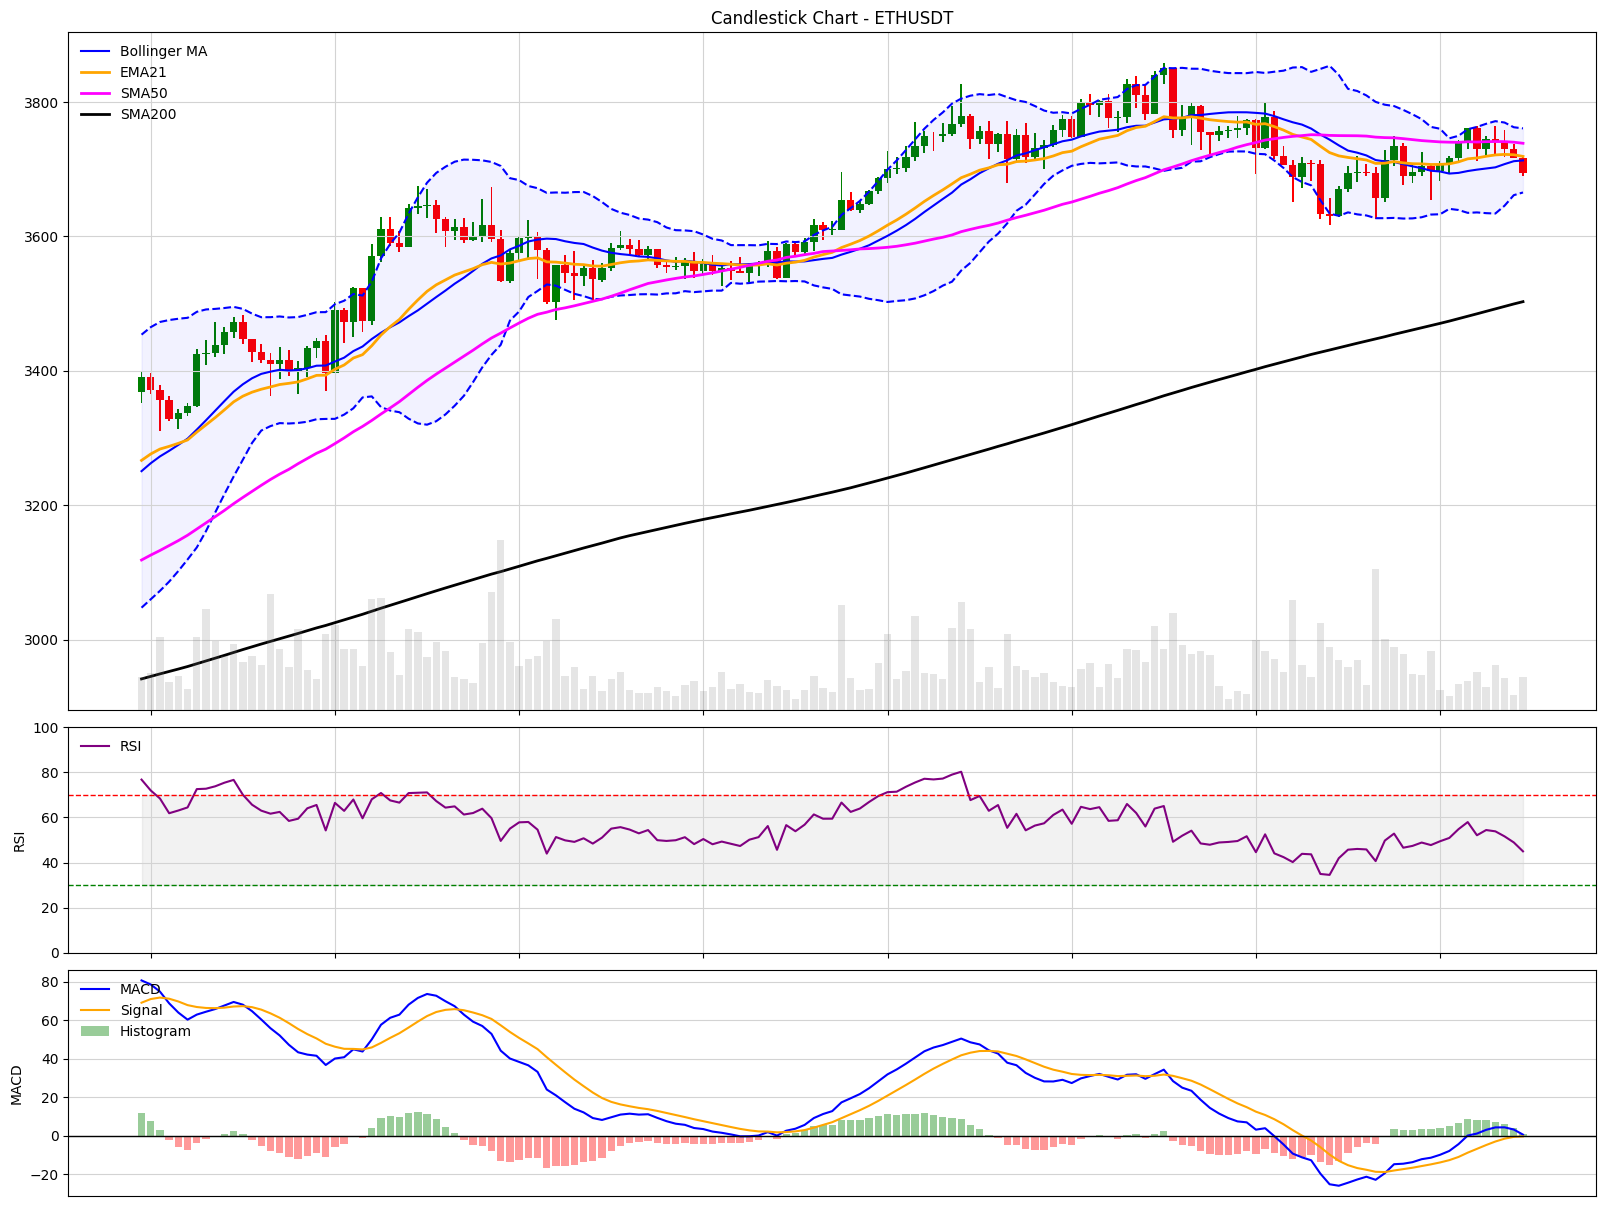 Candlestick Chart - ETHUSDT
Bollinger MA
EMA21
SMA50
SMA200
3800
3600
3400
3200
3000
RSI
100
80
60
40
20
0
RSI
MACD
Signal
Histogram
80
60
40
20
0
−20
MACD